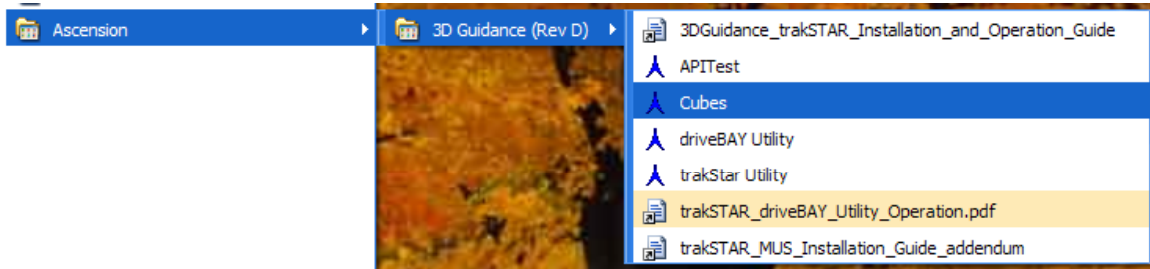 Ascension
3D Guidance (Rev D)
3DGuidance_trakSTAR_Installation_and_Operation_Guide
APITest
Cubes
driveBAY Utility
trakStar Utility
trakSTAR_driveBAY_Utility_Operation.pdf
trakSTAR_MUS_Installation_Guide_addendum